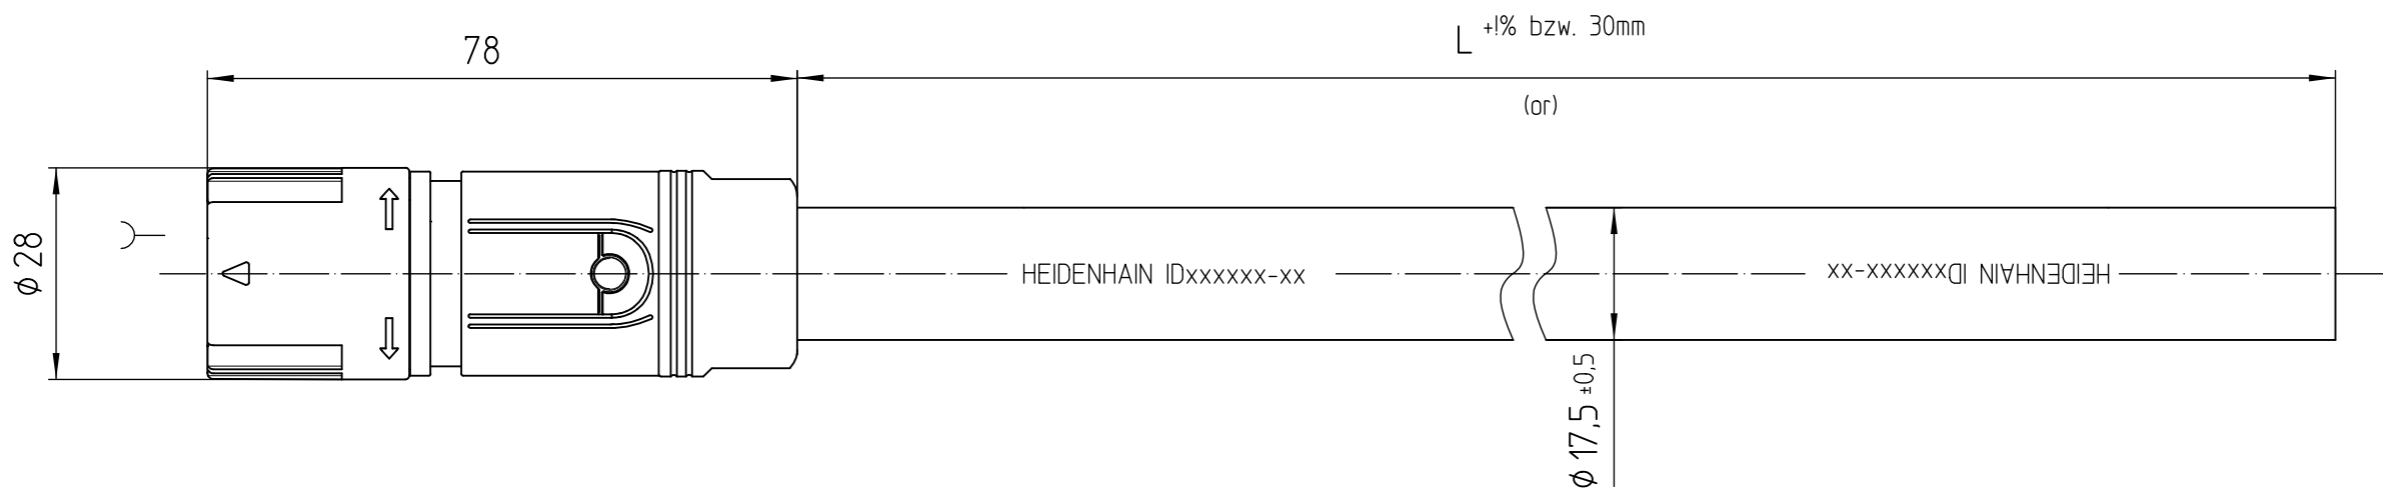 78
L +!% bzw. 30mm
(or)
ϕ 28
HEIDENHAIN IDxxxxxx-xx
HEIDENHAIN IDxxxxxx-xx
ϕ 17,5 ±0,5